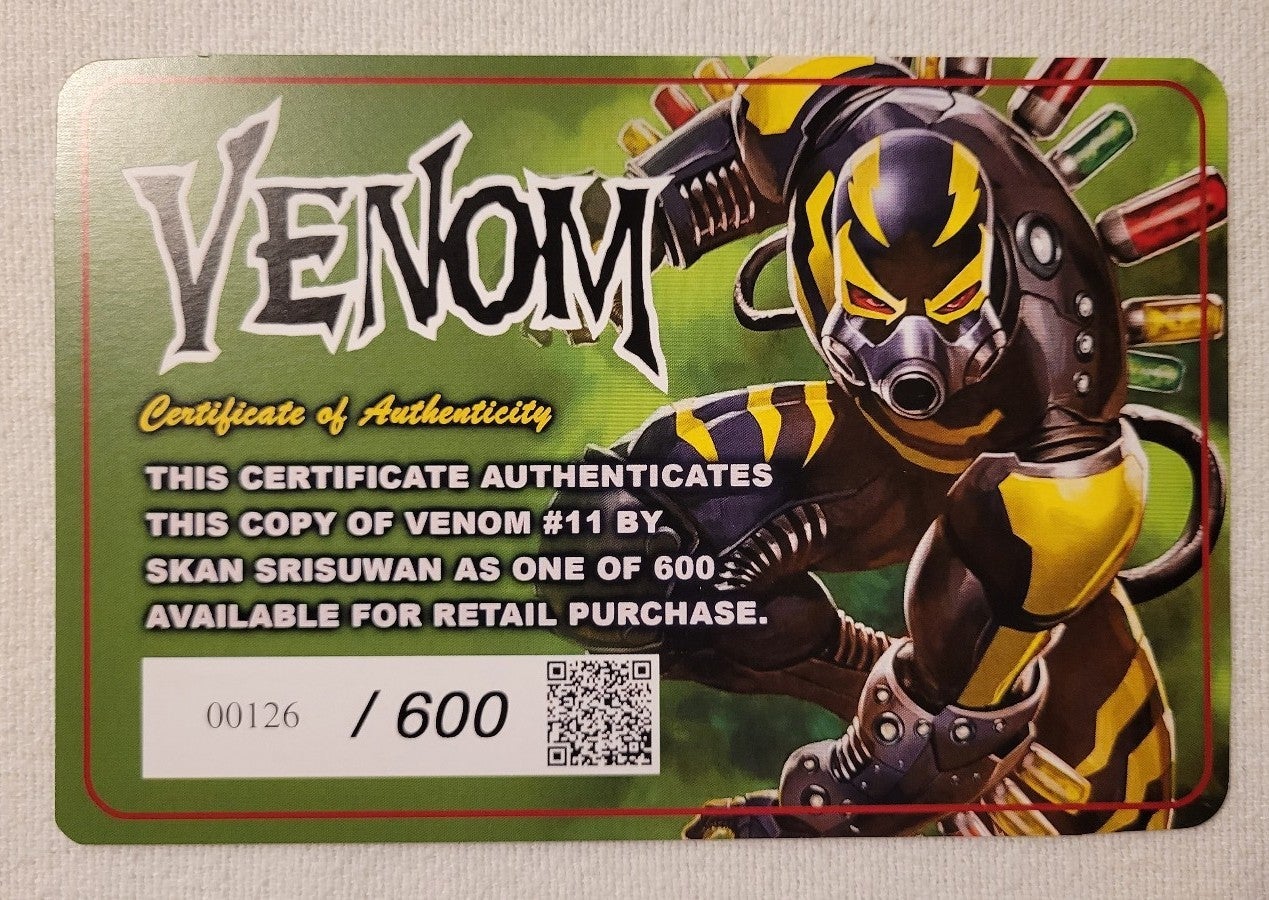 VENOM
Certificate of Authenticity
THIS CERTIFICATE AUTHENTICATES
THIS COPY OF VENOM #11 BY
SKAN SRISUWAN AS ONE OF 600
AVAILABLE FOR RETAIL PURCHASE.
00126 / 600